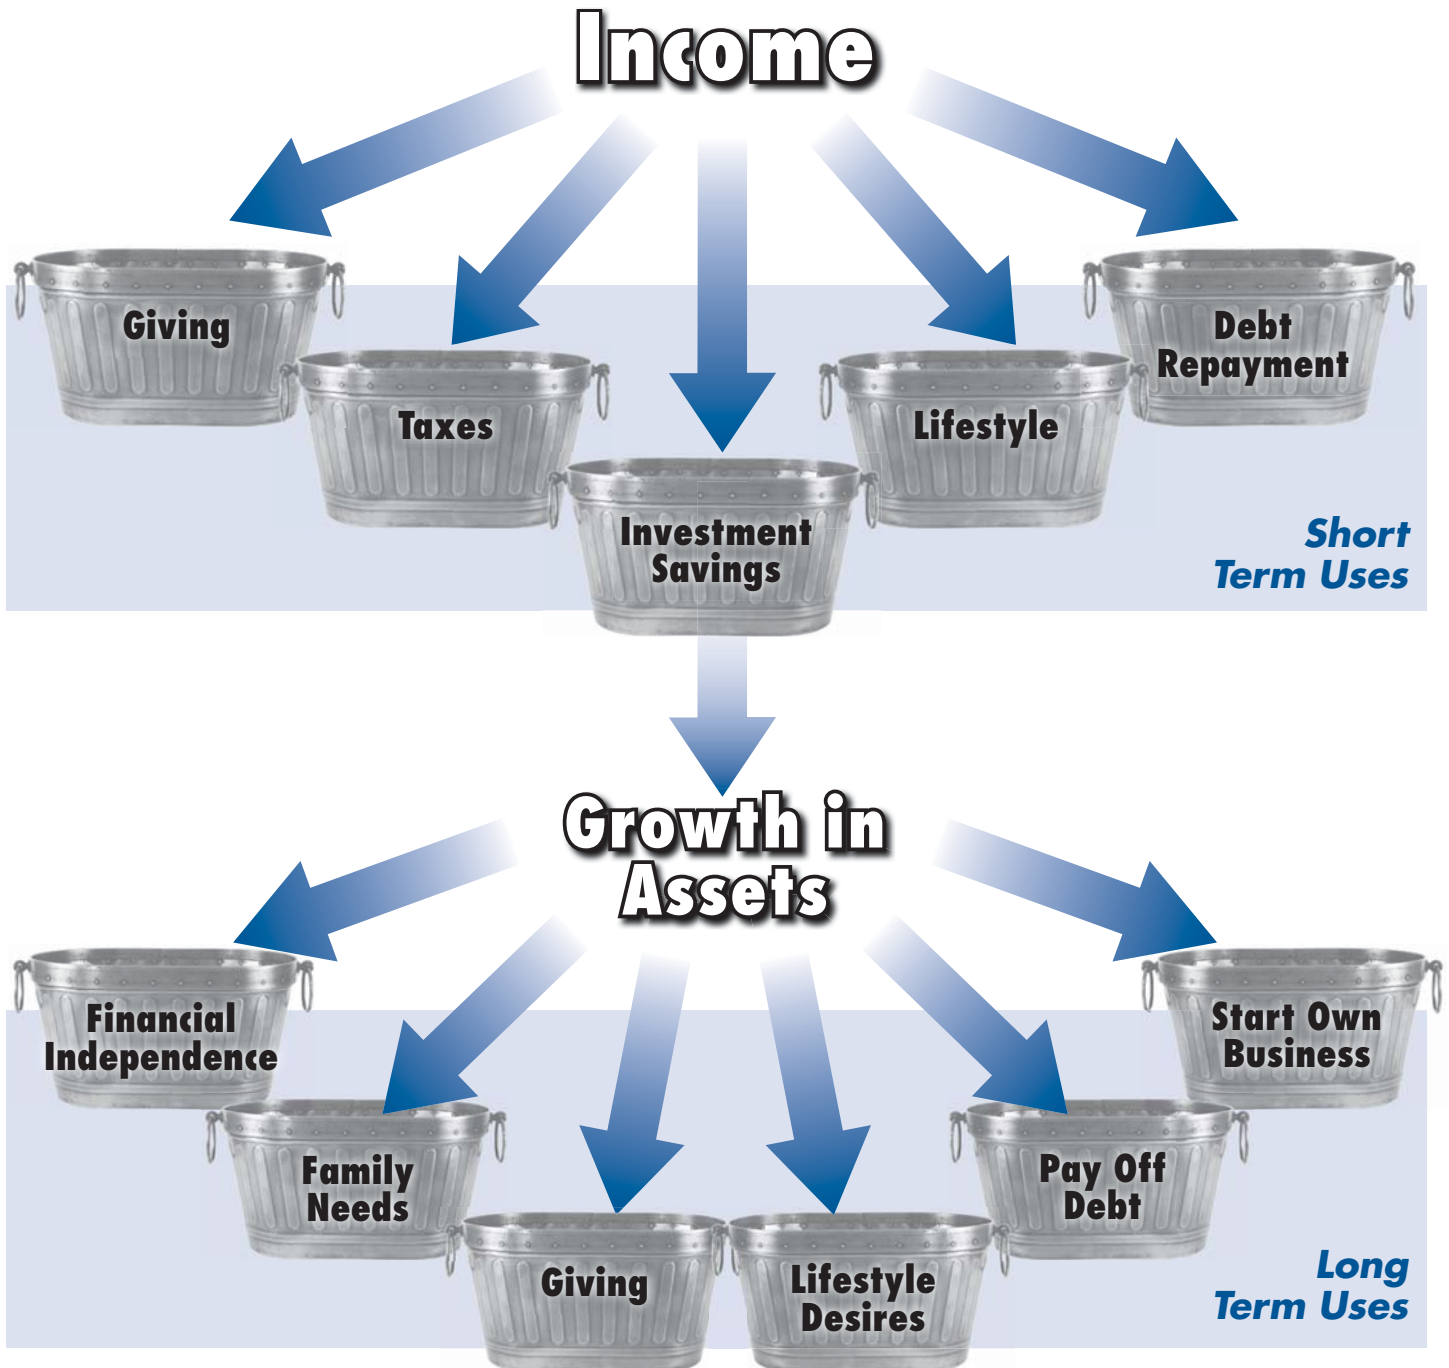 Income
Giving
Debt
Repayment
Taxes
Lifestyle
Investment
Savings
Short
Term Uses
Growth in
Assets
Financial
Independence
Start Own
Business
Family
Needs
Pay Off
Debt
Giving
Lifestyle
Desires
Long
Term Uses